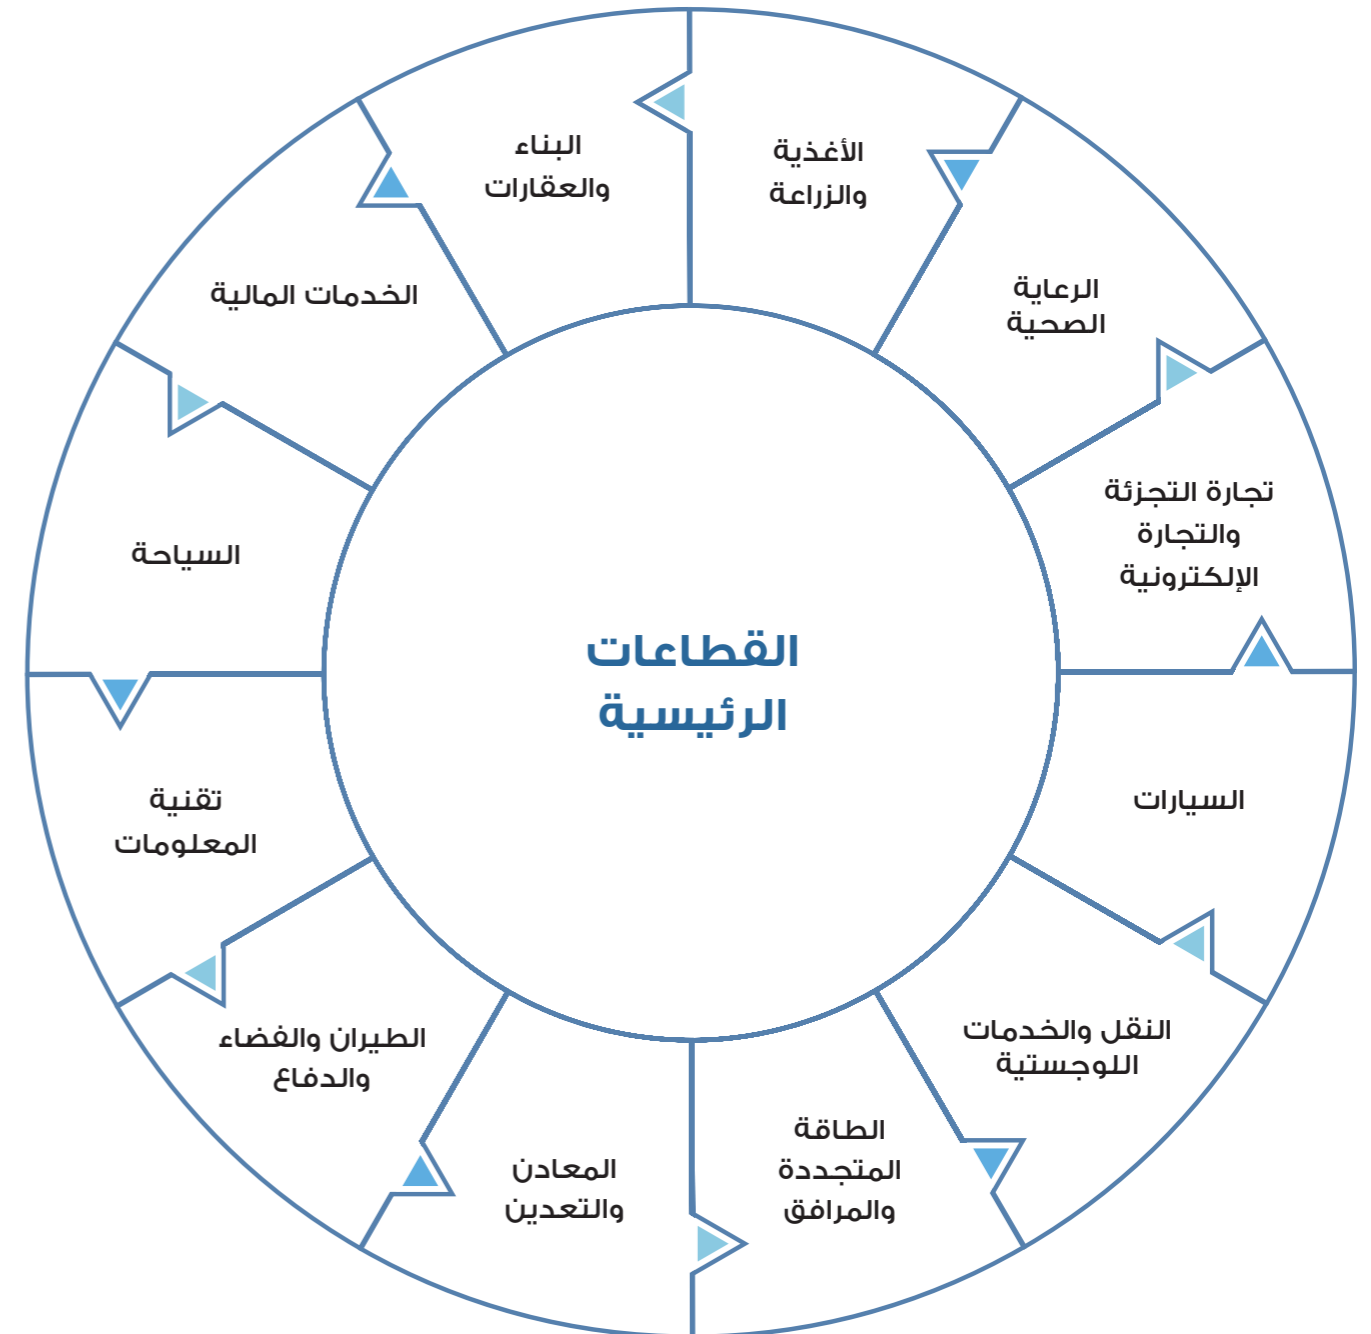 القطاعات
الرئيسية
الأغذية
والزراعة
الرعاية
الصحية
تجارة التجزئة
والتجارة
الإلكترونية
السيارات
النقل والخدمات
اللوجستية
الطاقة
المتجددة
والمرافق
المعادن
والتعدين
الطيران والفضاء
والدفاع
تقنية
المعلومات
السياحة
الخدمات المالية
البناء
والعقارات